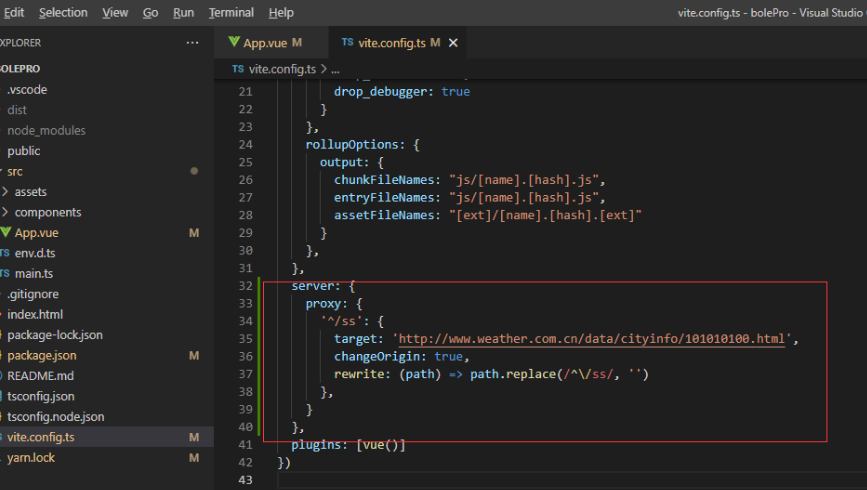 Edit Selection View Go Run Terminal Help vite.config.ts - bolePro - Visual Studio
EXPLORER ···
App.vue M TS vite.config.ts M ×
BOLEPRO
TS vite.config.ts > ...
.vscode
dist
node_modules
public
src
> assets
> components
App.vue M
TS env.d.ts
TS main.ts
.gitignore
index.html
package-lock.json
package.json M
README.md
tsconfig.json
tsconfig.node.json
vite.config.ts M
yarn.lock M
21 drop_debugger: true
22 }
23 },
24 rollupOptions: {
25 output: {
26 chunkFileNames: "js/[name].[hash].js",
27 entryFileNames: "js/[name].[hash].js",
28 assetFileNames: "[ext]/[name].[hash].[ext]"
29 }
30 },
31 },
32 server: {
33 proxy: {
34 '^/ss': {
35 target: 'http://www.weather.com.cn/data/cityinfo/101010100.html',
36 changeOrigin: true,
37 rewrite: (path) => path.replace(/^\/ss/, '')
38 },
39 }
40 },
41 plugins: [vue()]
42 })
43